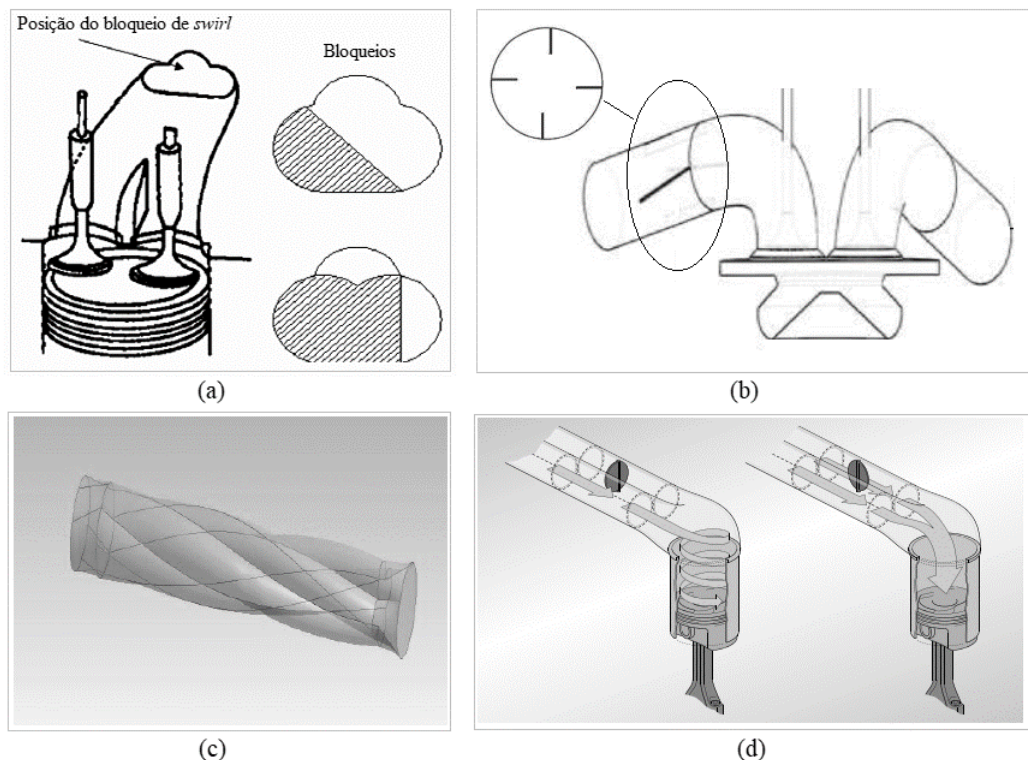 Posição do bloqueio de swirl
Bloqueios
(a)
(b)
(c)
(d)